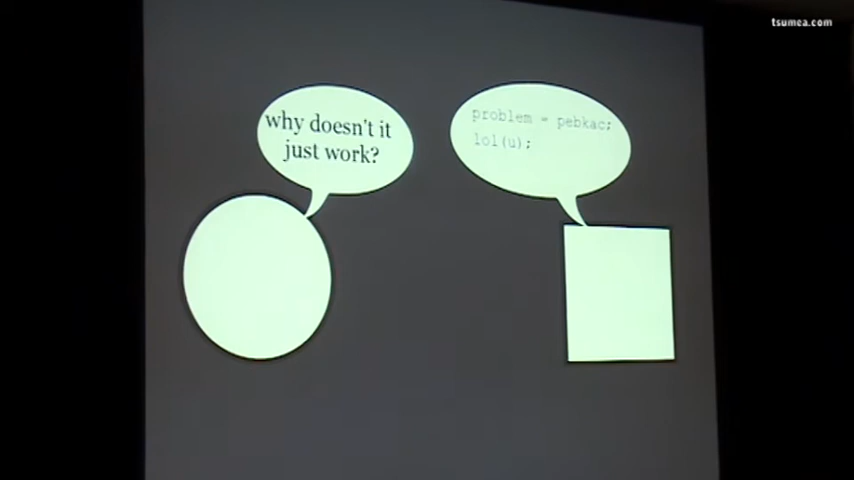 tsumea.com
why doesn't it
just work?
problem = pebkac;
lol(u);